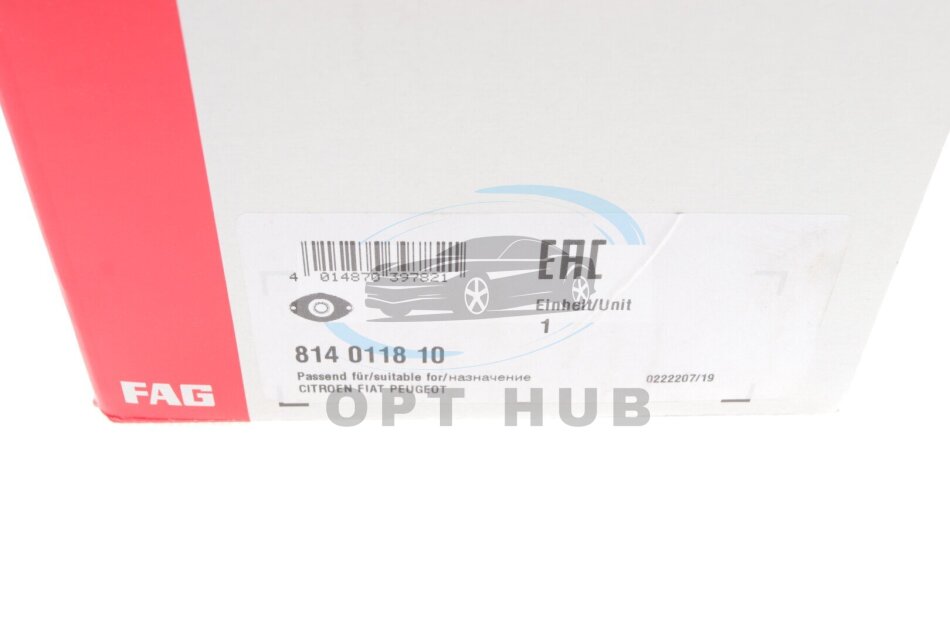 EAC
4 014870 397821
Einheit/Unit
1
814 0118 10
Passend für/suitable for/назначение
0222207/19
CITROEN FIAT PEUGEOT
FAG
OPT HUB